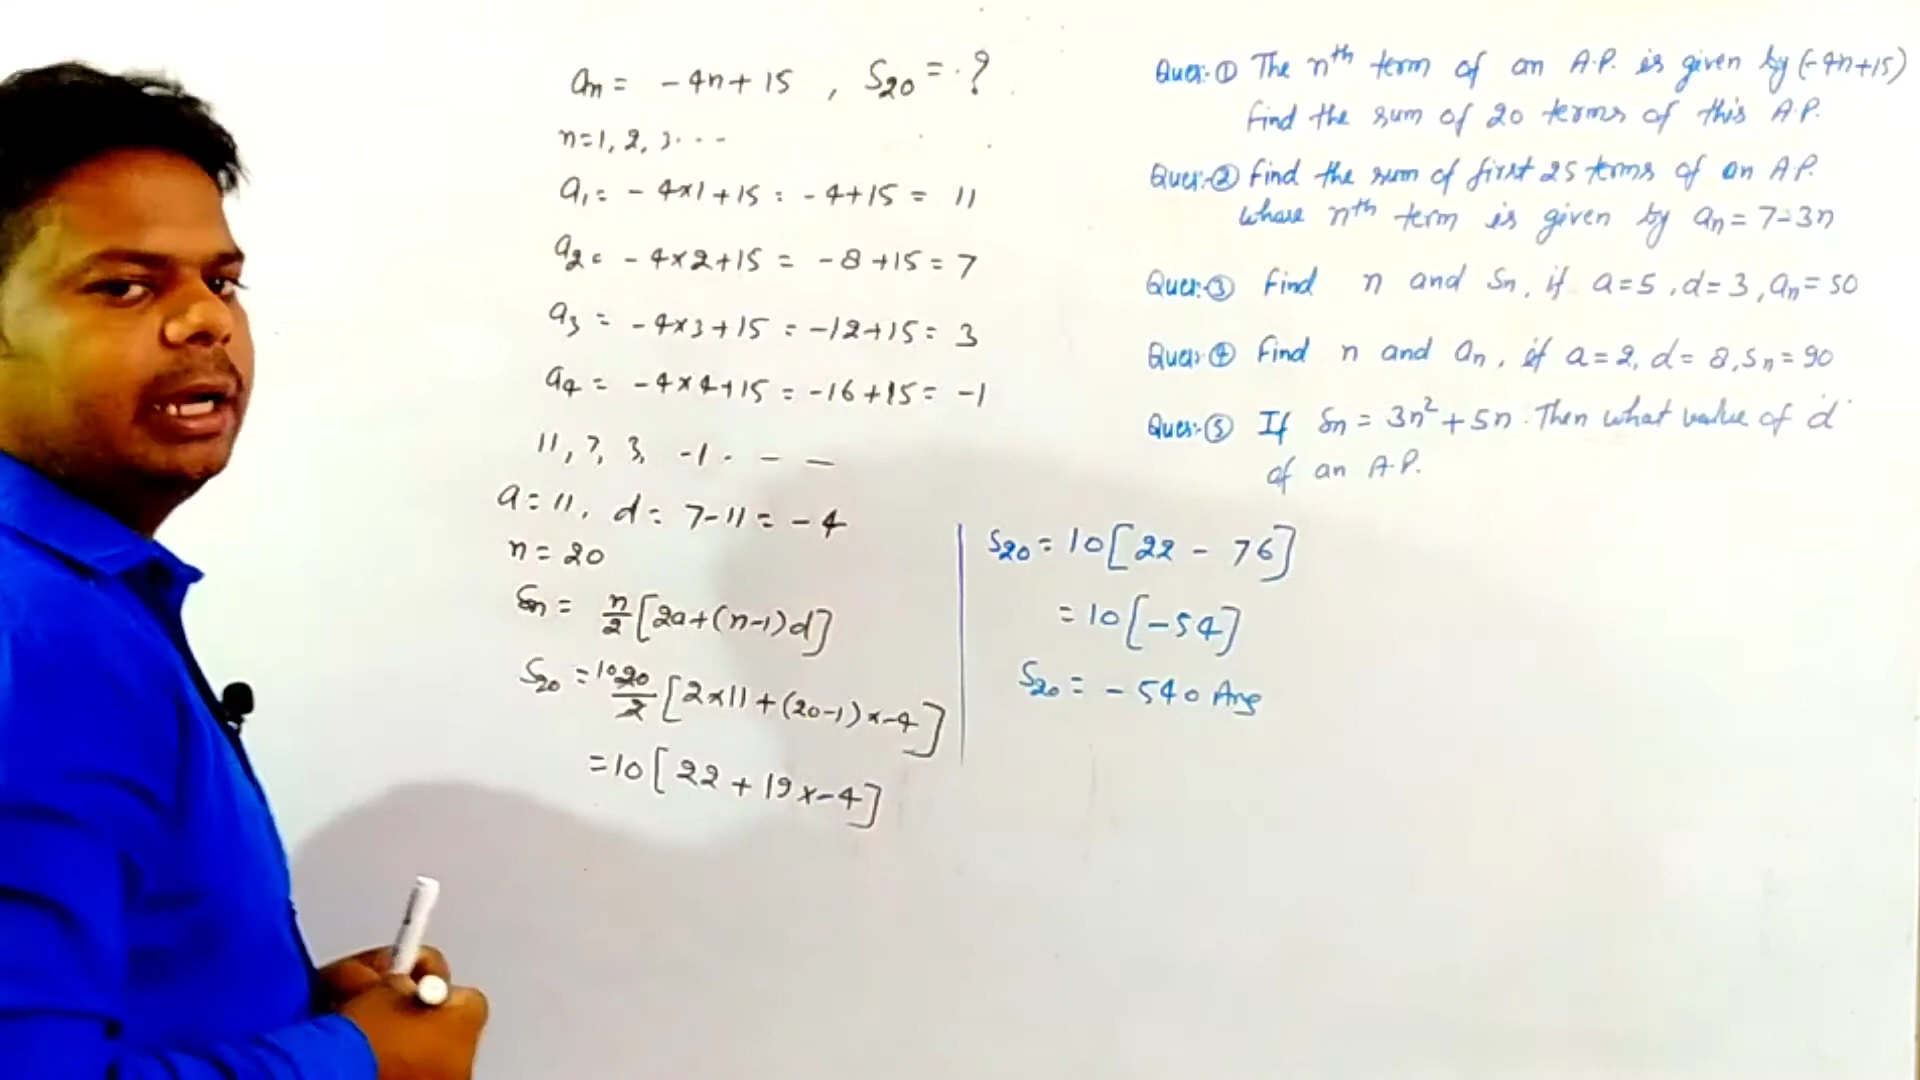 aₙ = -4n+15 , S₂₀ = ?
n=1, 2, 3...
a₁ = -4×1+15 = -4+15 = 11
a₂ = -4×2+15 = -8+15 = 7
a₃ = -4×3+15 = -12+15 = 3
a₄ = -4×4+15 = -16+15 = -1
11, 7, 3, -1 . - -
a = 11, d = 7-11 = -4
n = 20
Sₙ = n/2 [2a+(n-1)d]
S₂₀ = 10 20/2 [2×11+(20-1)×-4]
= 10 [22 + 19×-4]
S₂₀ = 10 [22 - 76]
= 10 [-54]
S₂₀ = -540 Ans
Ques:-① The nth term of an A.P. is given by (-4n+15)
find the sum of 20 terms of this A.P.
Ques:-② Find the sum of first 25 terms of an A.P.
whose nth term is given by aₙ = 7-3n
Ques:-③ Find n and Sₙ, if a=5, d=3, aₙ=50
Ques:-④ Find n and aₙ, if a=2, d=8, Sₙ=90
Ques:-⑤ If Sₙ = 3n²+5n. Then what value of 'd'
of an A.P.